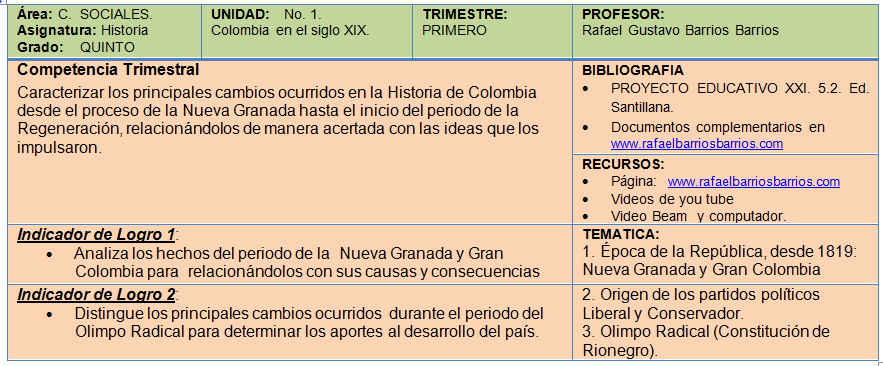 Área: C. SOCIALES.
Asignatura: Historia
Grado: QUINTO
UNIDAD: No. 1.
Colombia en el siglo XIX.
TRIMESTRE:
PRIMERO
PROFESOR:
Rafael Gustavo Barrios Barrios
Competencia Trimestral
Caracterizar los principales cambios ocurridos en la Historia de Colombia
desde el proceso de la Nueva Granada hasta el inicio del periodo de la
Regeneración, relacionándolos de manera acertada con las ideas que los
impulsaron.
BIBLIOGRAFIA
• PROYECTO EDUCATIVO XXI. 5.2. Ed.
Santillana.
• Documentos complementarios en
www.rafaelbarriosbarrios.com
RECURSOS:
• Página: www.rafaelbarriosbarrios.com
• Videos de you tube
• Video Beam y computador.
Indicador de Logro 1:
• Analiza los hechos del periodo de la Nueva Granada y Gran
Colombia para relacionándolos con sus causas y consecuencias
TEMATICA:
1. Época de la República, desde 1819:
Nueva Granada y Gran Colombia
Indicador de Logro 2:
• Distingue los principales cambios ocurridos durante el periodo del
Olimpo Radical para determinar los aportes al desarrollo del país.
2. Origen de los partidos políticos
Liberal y Conservador.
3. Olimpo Radical (Constitución de
Rionegro).